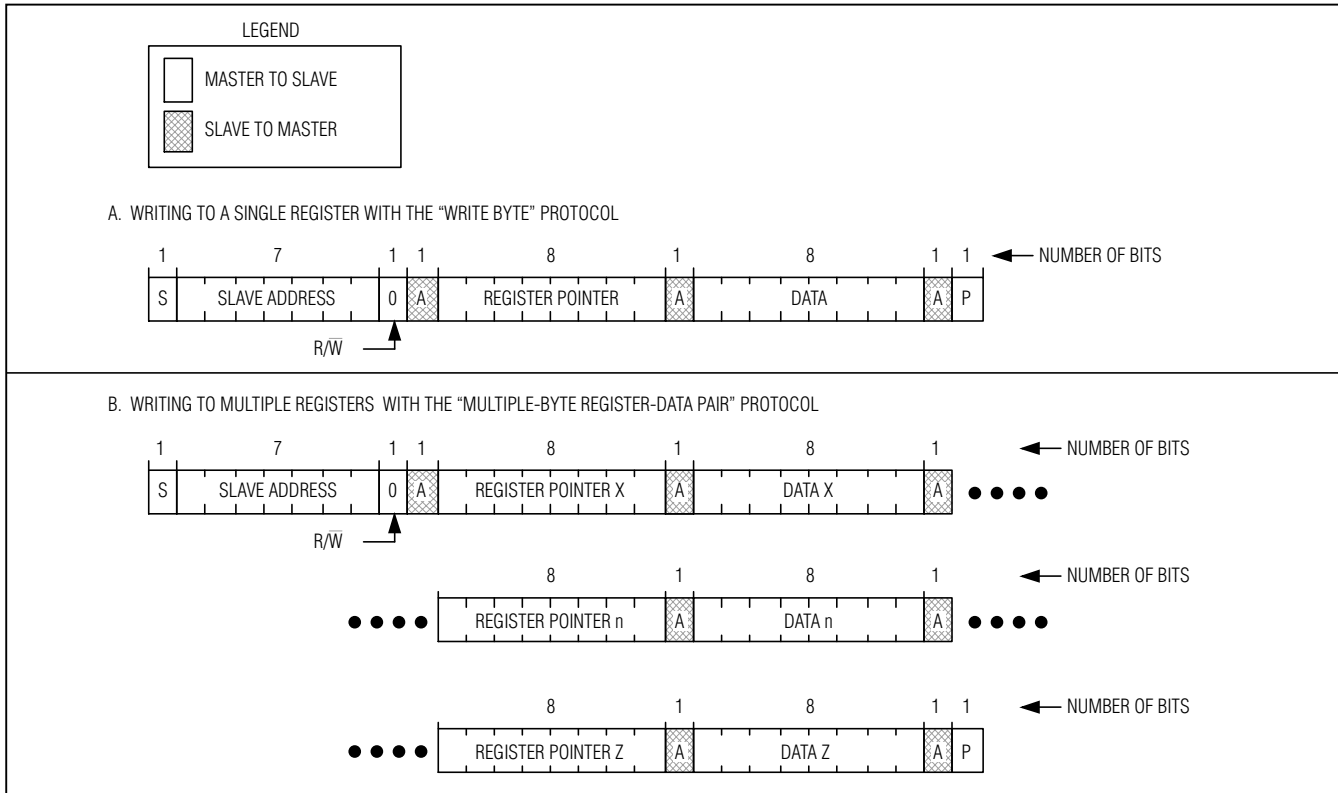 LEGEND
MASTER TO SLAVE
SLAVE TO MASTER
A. WRITING TO A SINGLE REGISTER WITH THE “WRITE BYTE” PROTOCOL
1 7 1 1 8 1 8 1 1 NUMBER OF BITS
S SLAVE ADDRESS 0 A REGISTER POINTER A DATA A P
R/W̅
B. WRITING TO MULTIPLE REGISTERS WITH THE “MULTIPLE-BYTE REGISTER-DATA PAIR” PROTOCOL
1 7 1 1 8 1 8 1 NUMBER OF BITS
S SLAVE ADDRESS 0 A REGISTER POINTER X A DATA X A
R/W̅
8 1 8 1 NUMBER OF BITS
REGISTER POINTER n A DATA n A
8 1 8 1 1 NUMBER OF BITS
REGISTER POINTER Z A DATA Z A P